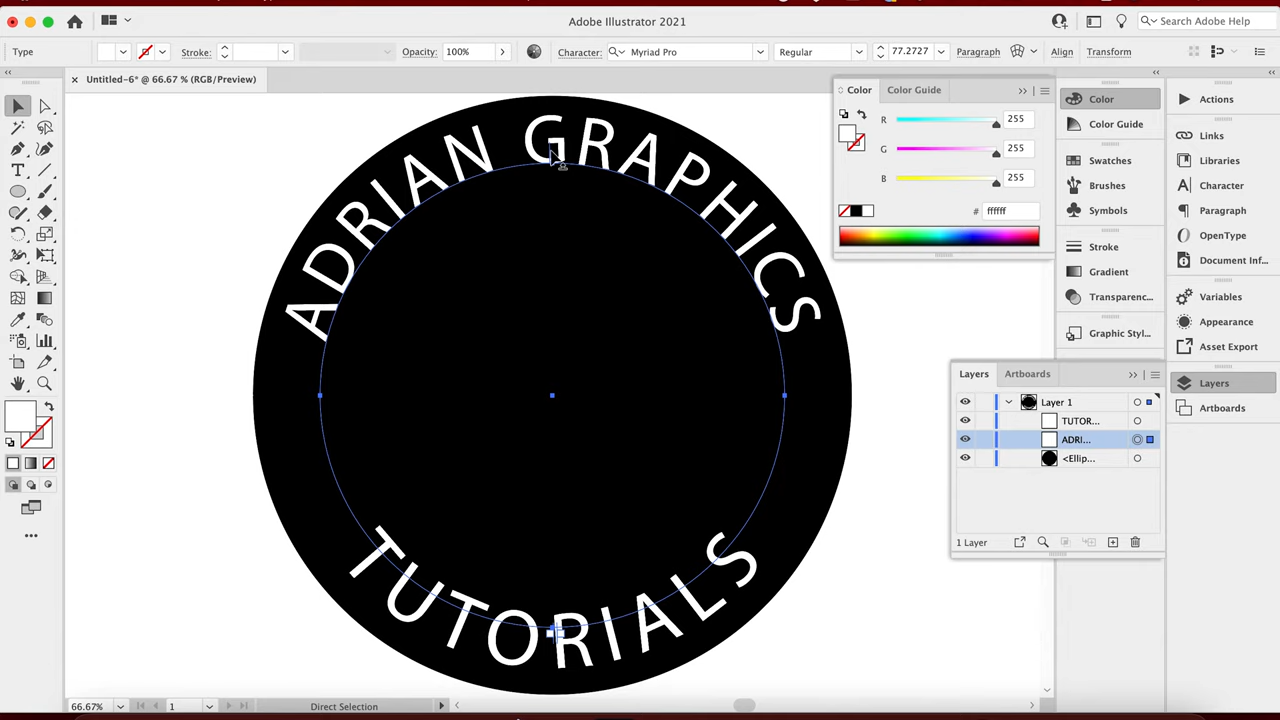 Adobe Illustrator 2021
Search Adobe Help
Type
Stroke:
Opacity:
100%
Character:
Myriad Pro
Regular
77.2727
Paragraph
Align
Transform
Untitled-6* @ 66.67 % (RGB/Preview)
ADRIAN GRAPHICS
TUTORIALS
Color
Color Guide
R
255
G
255
B
255
#
ffffff
Color
Color Guide
Swatches
Brushes
Symbols
Stroke
Gradient
Transparenc...
Graphic Styl...
Actions
Links
Libraries
Character
Paragraph
OpenType
Document Inf...
Variables
Appearance
Asset Export
Layers
Artboards
Layers
Artboards
Layer 1
TUTOR...
ADRI...
<Ellip...
1 Layer
66.67%
1
Direct Selection